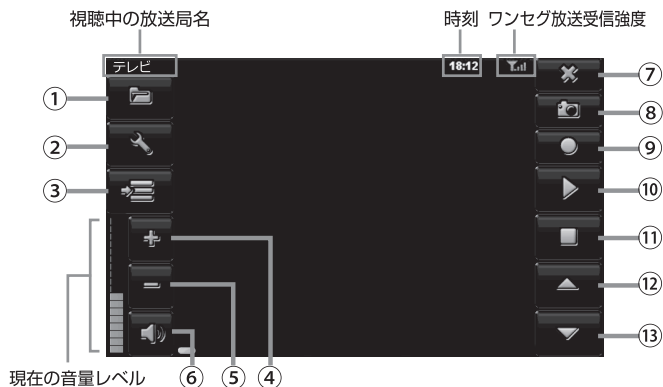 視聴中の放送局名
時刻
ワンセグ放送受信強度
テレビ
18:12
①
②
③
④
⑤
⑥
⑦
⑧
⑨
⑩
⑪
⑫
⑬
現在の音量レベル